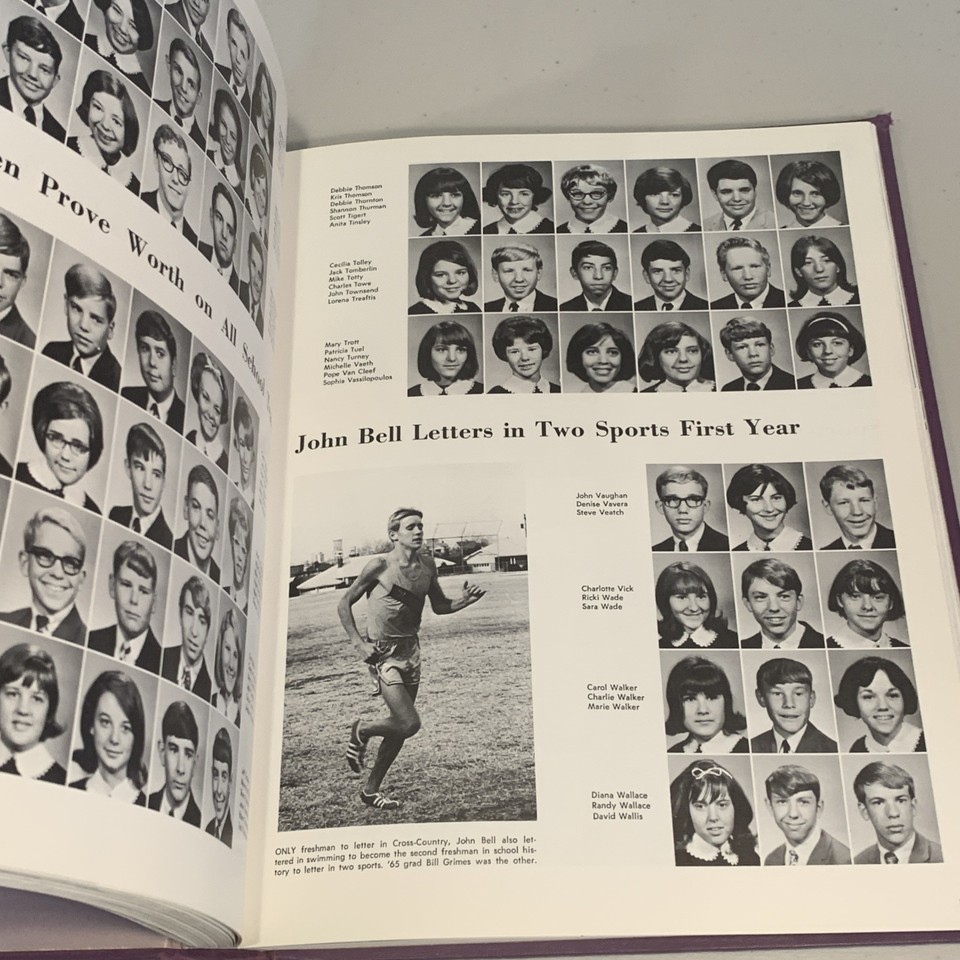 en Prove Worth on All School
Debbie Thomson
Kris Thomson
Debbie Thornton
Shannon Thurman
Scott Tigert
Anita Tinsley
Cecilia Tolley
Jack Tomberlin
Mike Totty
Charles Towe
John Townsend
Lorena Treaftis
Mary Trott
Patricia Tuel
Nancy Turney
Michelle Vaeth
Pope Van Cleef
Sophia Vassilopoulos
John Bell Letters in Two Sports First Year
John Vaughan
Denise Vavera
Steve Veatch
Charlotte Vick
Ricki Wade
Sara Wade
Carol Walker
Charlie Walker
Marie Walker
Diana Wallace
Randy Wallace
David Wallis
ONLY freshman to letter in Cross-Country, John Bell also let-
tered in swimming to become the second freshman in school his-
tory to letter in two sports. '65 grad Bill Grimes was the other.